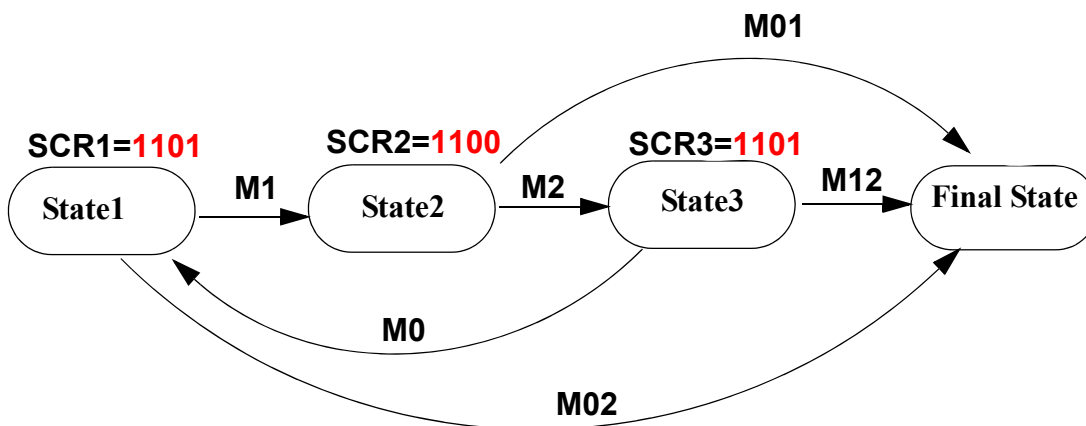 M01
SCR1=1101
SCR2=1100
SCR3=1101
State1
M1
State2
M2
State3
M12
Final State
M0
M02